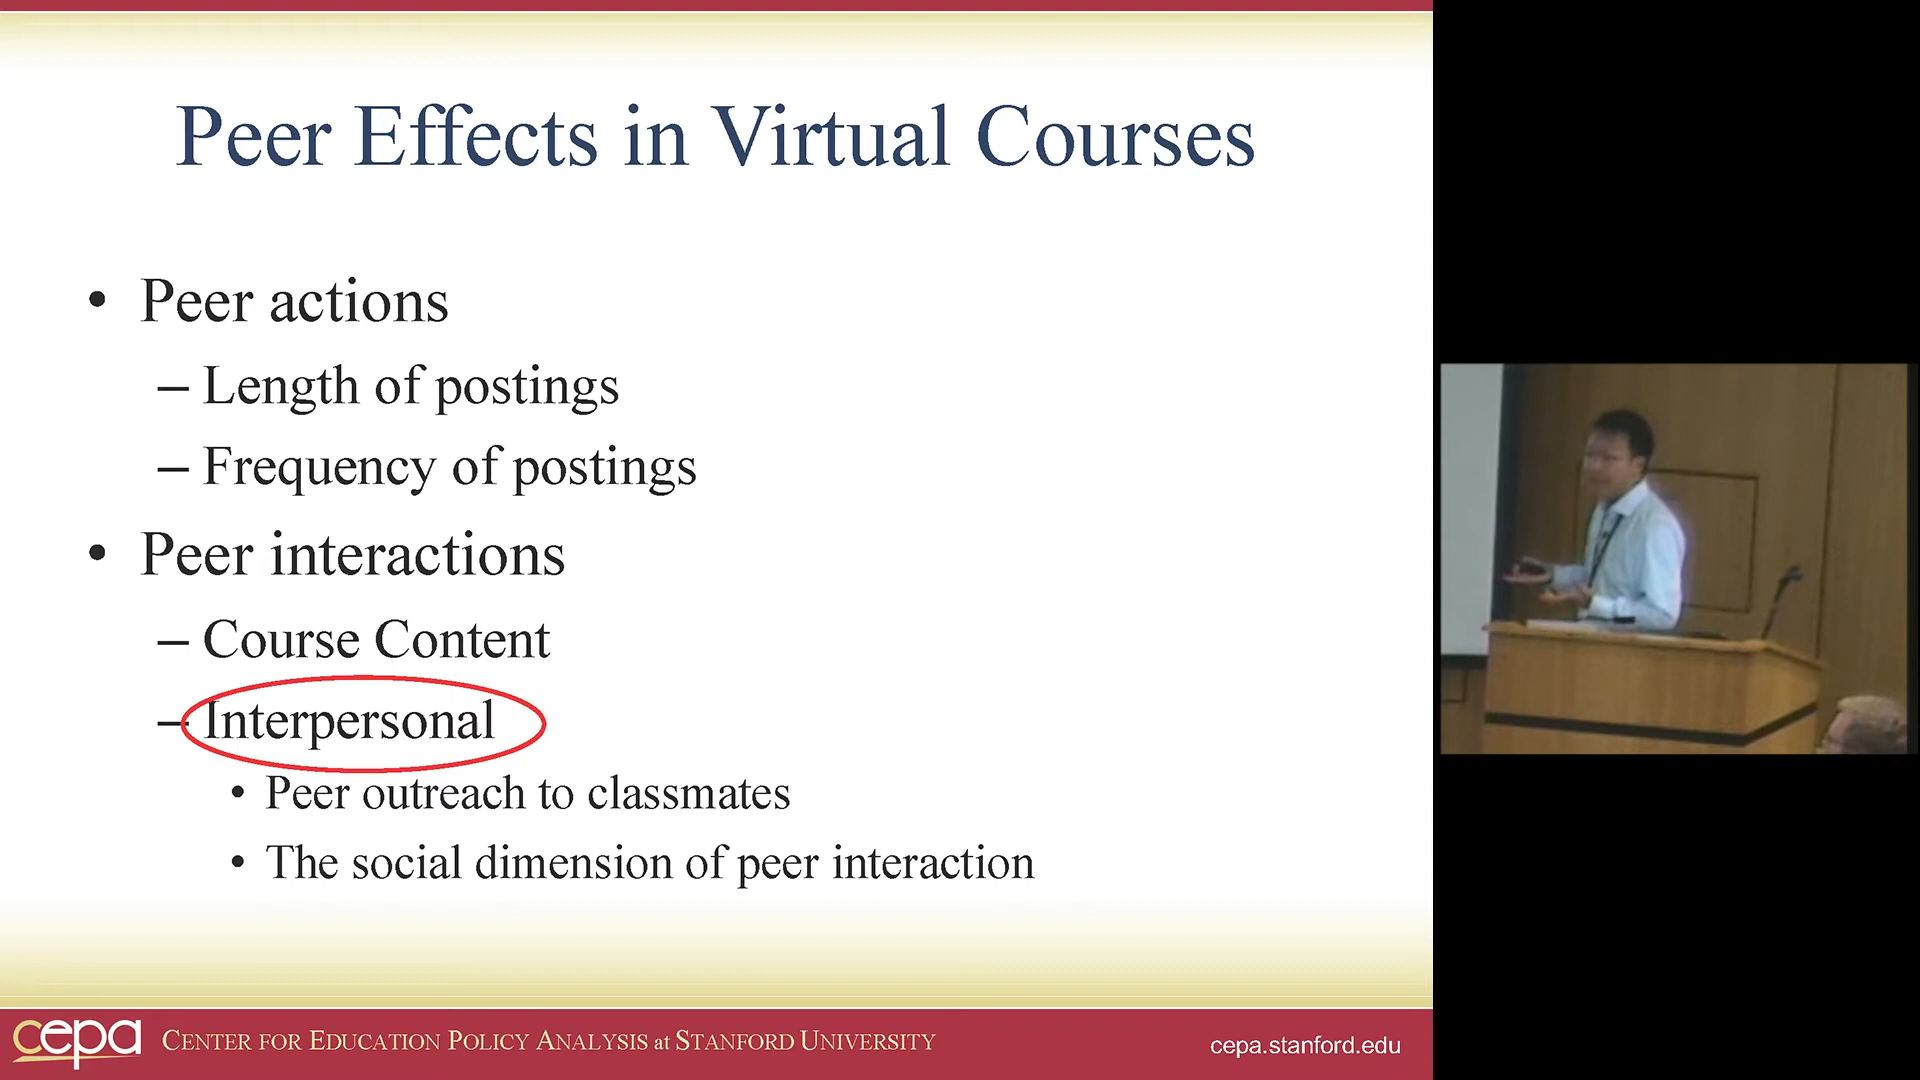 Peer Effects in Virtual Courses
• Peer actions
– Length of postings
– Frequency of postings
• Peer interactions
– Course Content
– Interpersonal
• Peer outreach to classmates
• The social dimension of peer interaction
cepa CENTER FOR EDUCATION POLICY ANALYSIS at STANFORD UNIVERSITY
cepa.stanford.edu